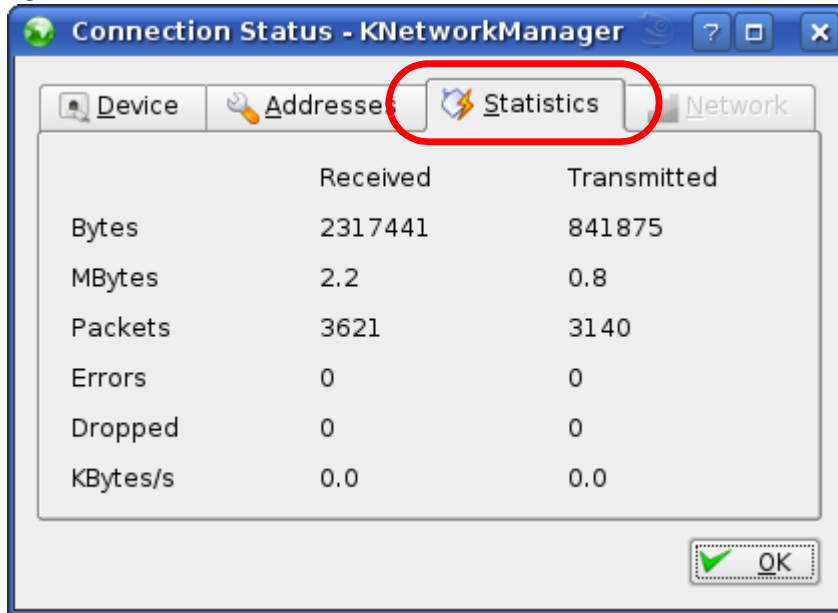 Connection Status - KNetworkManager
Device Addresses Statistics Network
Received Transmitted
Bytes 2317441 841875
MBytes 2.2 0.8
Packets 3621 3140
Errors 0 0
Dropped 0 0
KBytes/s 0.0 0.0
OK